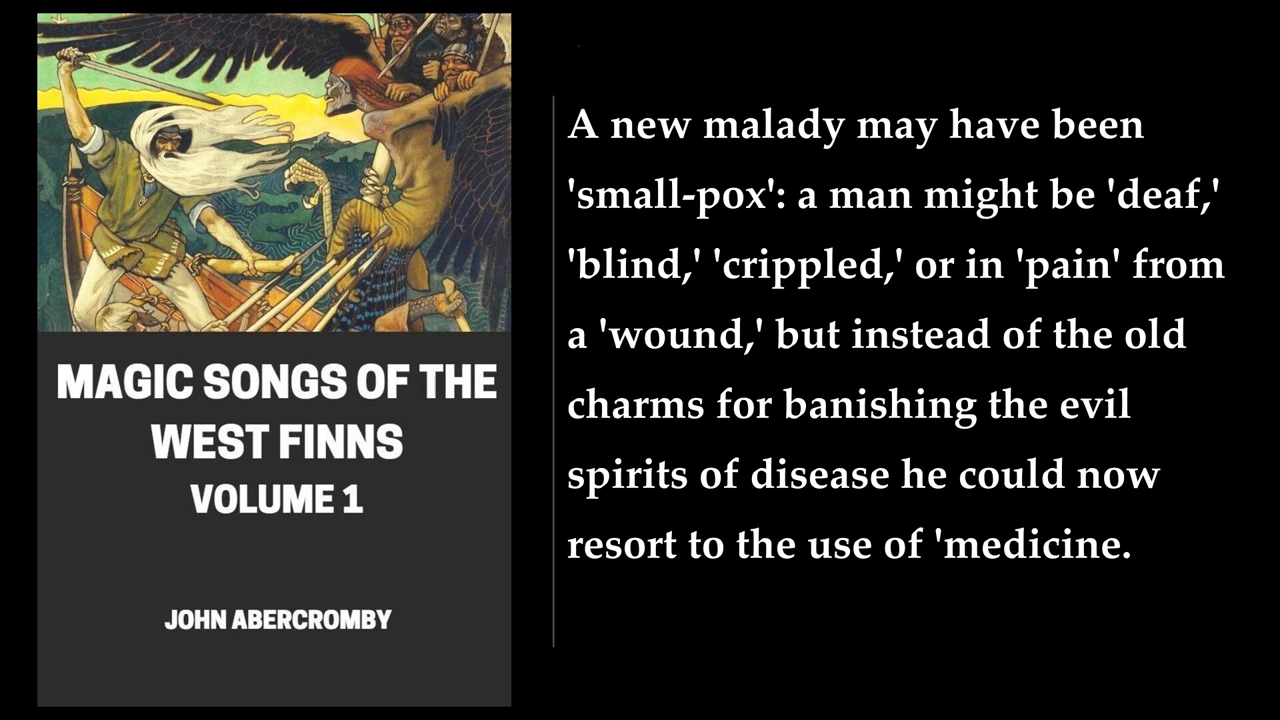 MAGIC SONGS OF THE
WEST FINNS
VOLUME 1
JOHN ABERCROMBY
A new malady may have been
'small-pox': a man might be 'deaf,'
'blind,' 'crippled,' or in 'pain' from
a 'wound,' but instead of the old
charms for banishing the evil
spirits of disease he could now
resort to the use of 'medicine.